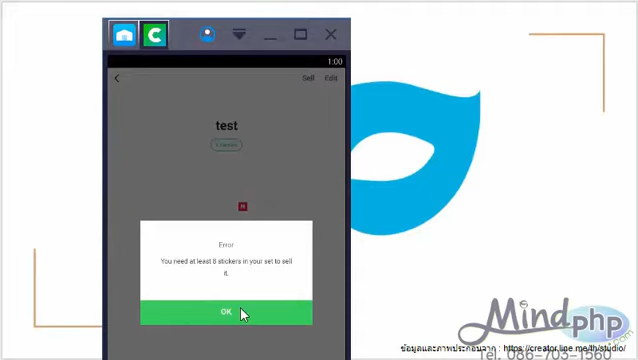 1:00
Sell Edit
test
Error
You need at least 8 stickers in your set to sell
it.
OK
Mindphp
ข้อมูลและภาพประกอบจาก : https://creator.line.me/th/studio/
Tel. 086-703-1560